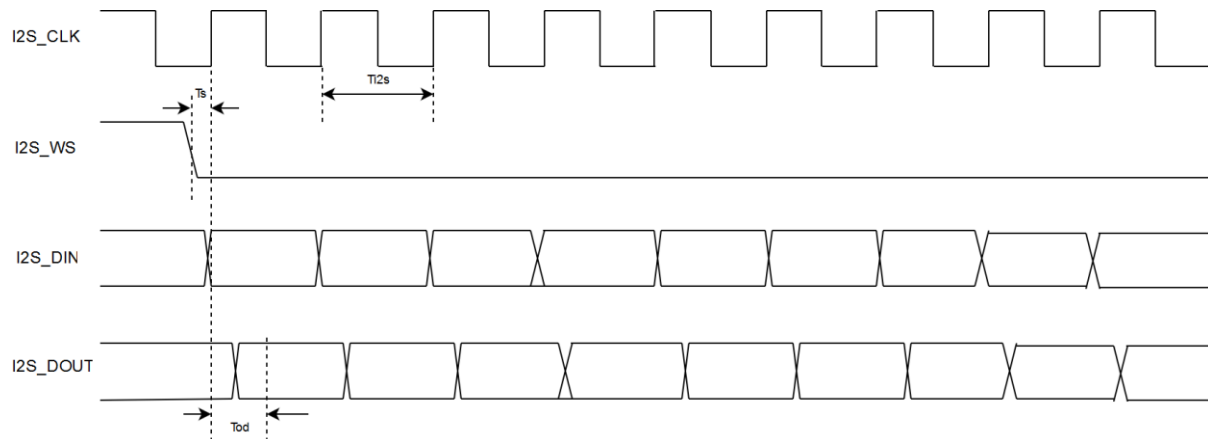 I2S_CLK
Ts
TI2s
I2S_WS
I2S_DIN
I2S_DOUT
Tod